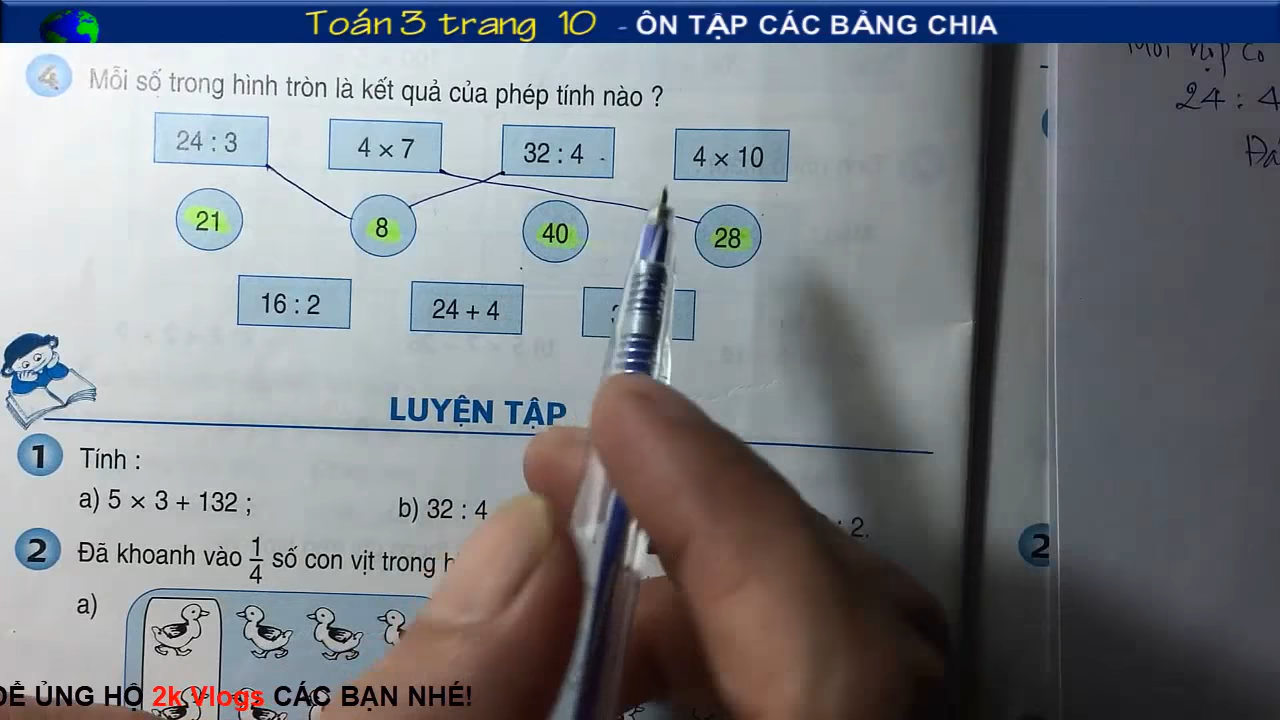 Toán 3 trang 10 - ÔN TẬP CÁC BẢNG CHIA
4 Mỗi số trong hình tròn là kết quả của phép tính nào ?
24 : 3 4 × 7 32 : 4 4 × 10
21 8 40 28
16 : 2 24 + 4
24 : 4
LUYỆN TẬP
1 Tính :
a) 5 × 3 + 132 ; b) 32 : 4 : 2.
2 Đã khoanh vào 1/4 số con vịt trong
2
a)
ỦNG HỘ 2k Vlogs CÁC BẠN NHÉ!